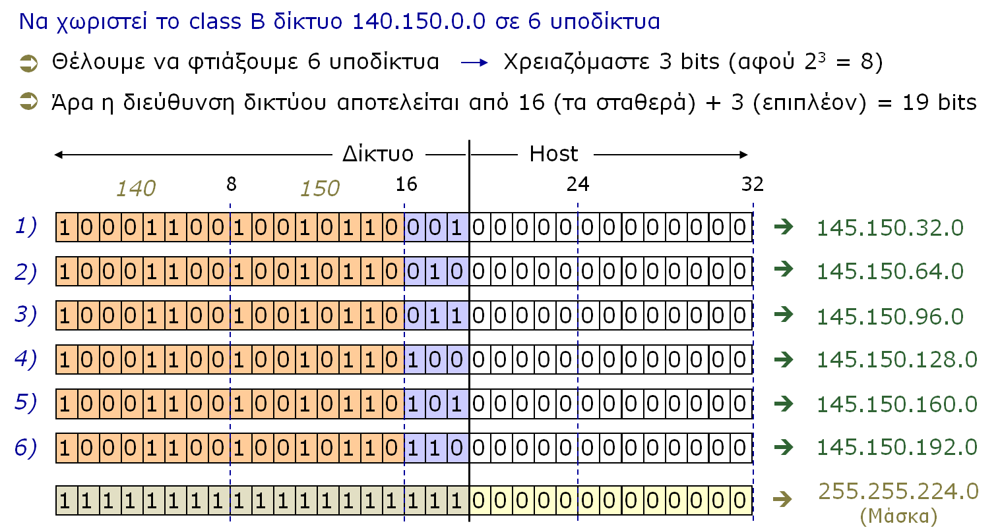 Να χωριστεί το class B δίκτυο 140.150.0.0 σε 6 υποδίκτυα
Θέλουμε να φτιάξουμε 6 υποδίκτυα → Χρειαζόμαστε 3 bits (αφού 2³ = 8)
Άρα η διεύθυνση δικτύου αποτελείται από 16 (τα σταθερά) + 3 (επιπλέον) = 19 bits
Δίκτυο Host
140 8 150 16 24 32
1) 1 0 0 0 1 1 0 0 1 0 0 1 0 1 1 0 0 0 1 0 0 0 0 0 0 0 0 0 0 0 0 0 → 145.150.32.0
2) 1 0 0 0 1 1 0 0 1 0 0 1 0 1 1 0 0 1 0 0 0 0 0 0 0 0 0 0 0 0 0 0 → 145.150.64.0
3) 1 0 0 0 1 1 0 0 1 0 0 1 0 1 1 0 0 1 1 0 0 0 0 0 0 0 0 0 0 0 0 0 → 145.150.96.0
4) 1 0 0 0 1 1 0 0 1 0 0 1 0 1 1 0 1 0 0 0 0 0 0 0 0 0 0 0 0 0 0 0 → 145.150.128.0
5) 1 0 0 0 1 1 0 0 1 0 0 1 0 1 1 0 1 0 1 0 0 0 0 0 0 0 0 0 0 0 0 0 → 145.150.160.0
6) 1 0 0 0 1 1 0 0 1 0 0 1 0 1 1 0 1 1 0 0 0 0 0 0 0 0 0 0 0 0 0 0 → 145.150.192.0
1 1 1 1 1 1 1 1 1 1 1 1 1 1 1 1 1 1 1 0 0 0 0 0 0 0 0 0 0 0 0 0 → 255.255.224.0
(Μάσκα)